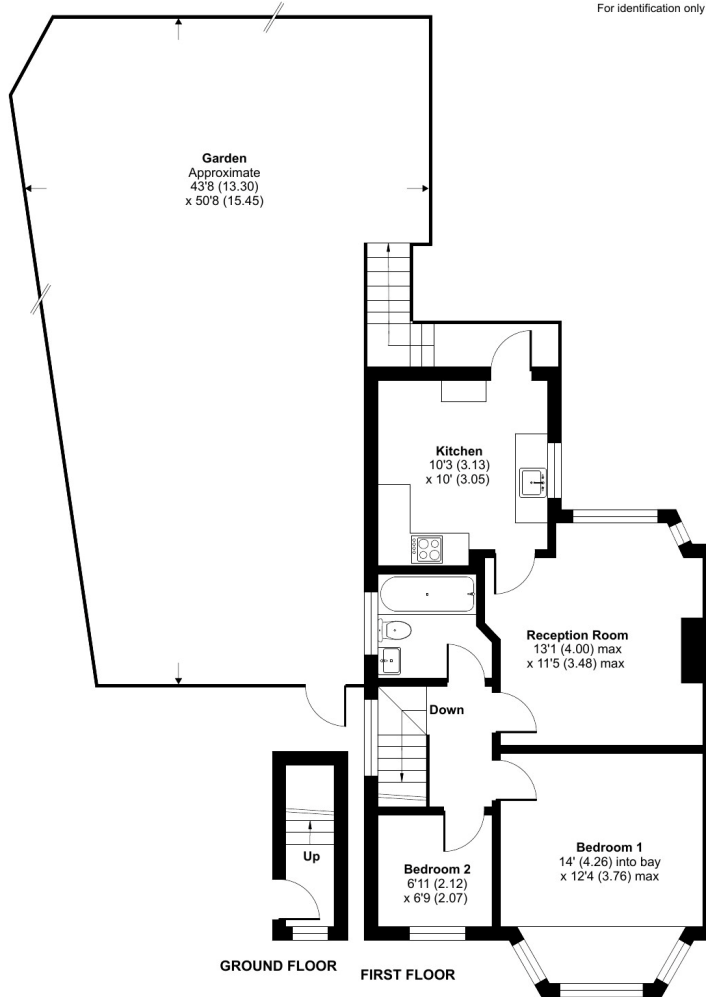 For identification only
Garden
Approximate
43'8 (13.30)
x 50'8 (15.45)
Kitchen
10'3 (3.13)
x 10' (3.05)
Reception Room
13'1 (4.00) max
x 11'5 (3.48) max
Down
Up
Bedroom 2
6'11 (2.12)
x 6'9 (2.07)
Bedroom 1
14' (4.26) into bay
x 12'4 (3.76) max
GROUND FLOOR
FIRST FLOOR